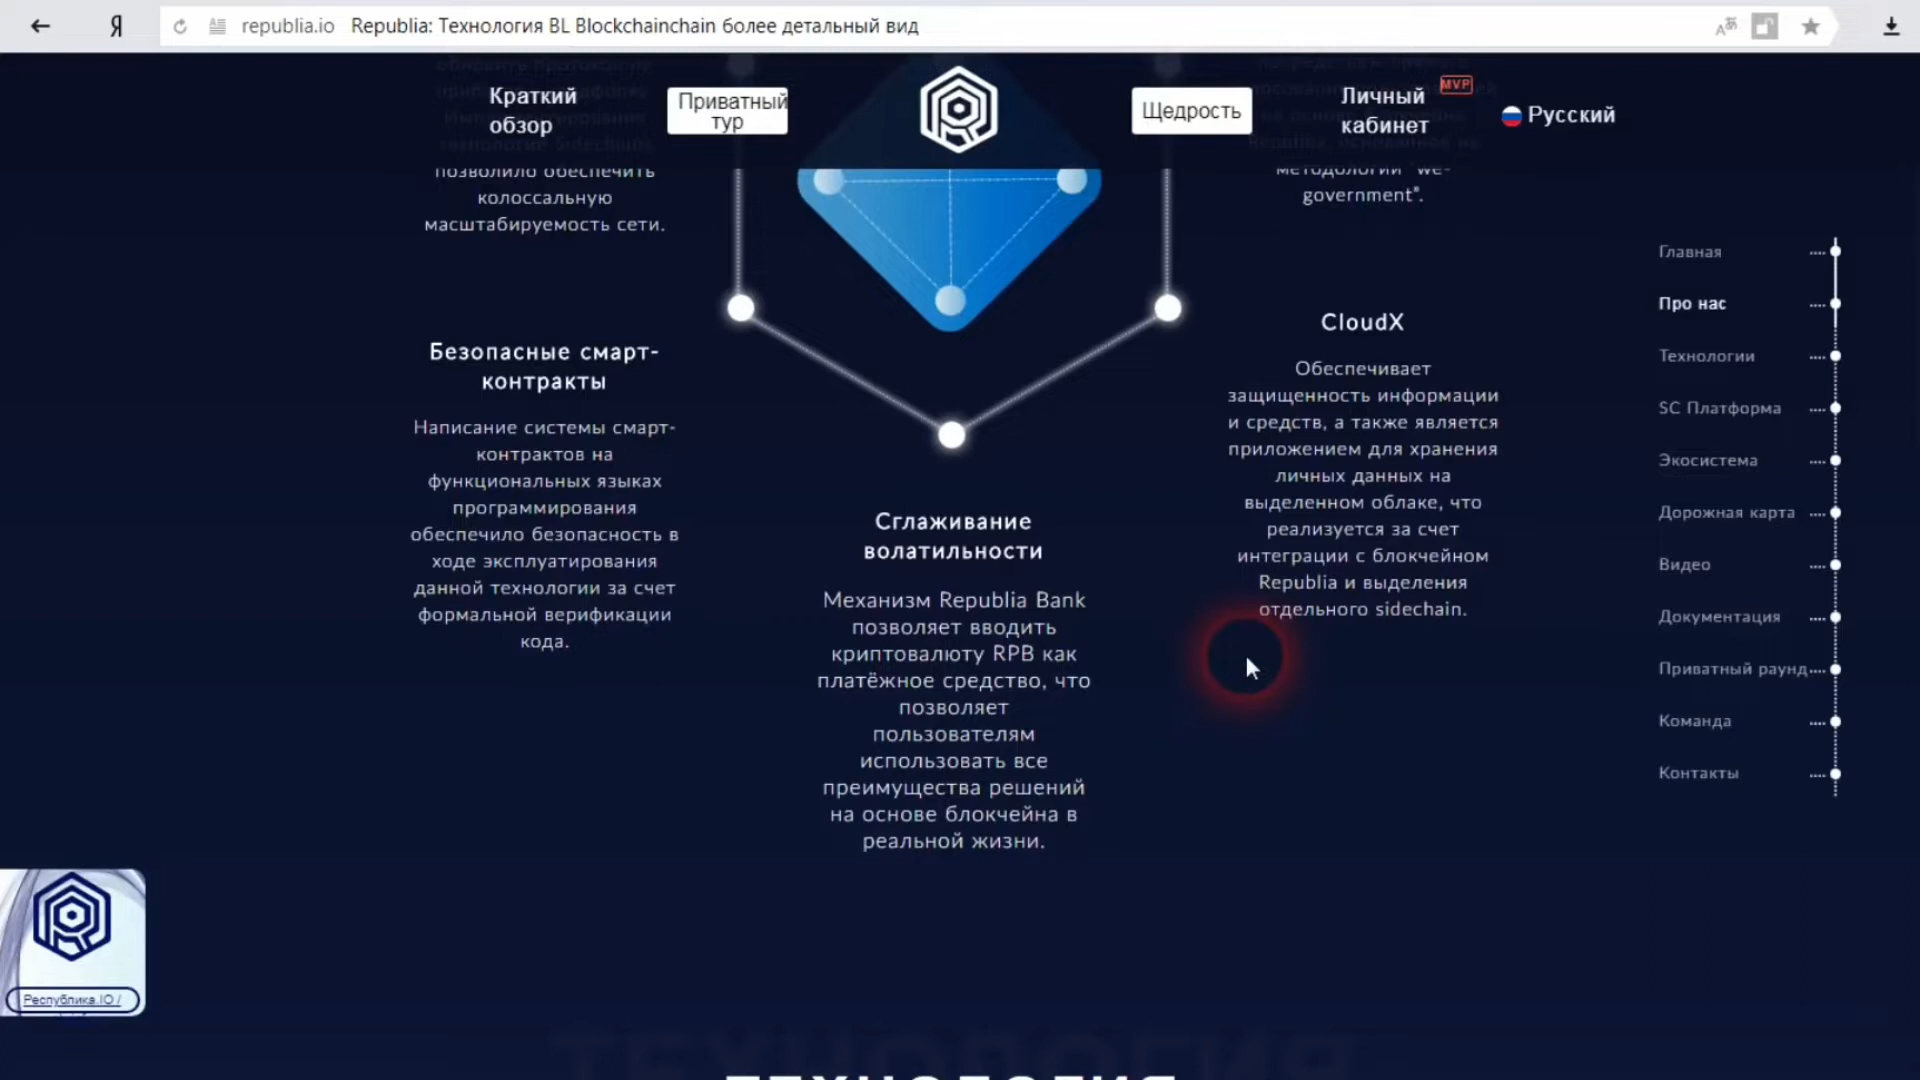 republia.io Republia: Технология BL Blockchainchain более детальный вид
Краткий
обзор
Приватный
тур
Щедрость
Личный
кабинет
MVP
Русский
позволило обеспечить
колоссальную
масштабируемость сети.
методологии "we-
government".
Безопасные смарт-
контракты
Написание системы смарт-
контрактов на
функциональных языках
программирования
обеспечило безопасность в
ходе эксплуатирования
данной технологии за счет
формальной верификации
кода.
Сглаживание
волатильности
Механизм Republia Bank
позволяет вводить
криптовалюту RPB как
платёжное средство, что
позволяет
пользователям
использовать все
преимущества решений
на основе блокчейна в
реальной жизни.
CloudX
Обеспечивает
защищенность информации
и средств, а также является
приложением для хранения
личных данных на
выделенном облаке, что
реализуется за счет
интеграции с блокчейном
Republia и выделения
отдельного sidechain.
Главная
Про нас
Технологии
SC Платформа
Экосистема
Дорожная карта
Видео
Документация
Приватный раунд
Команда
Контакты
Республика.IO /
ТЕХНОЛОГИЯ